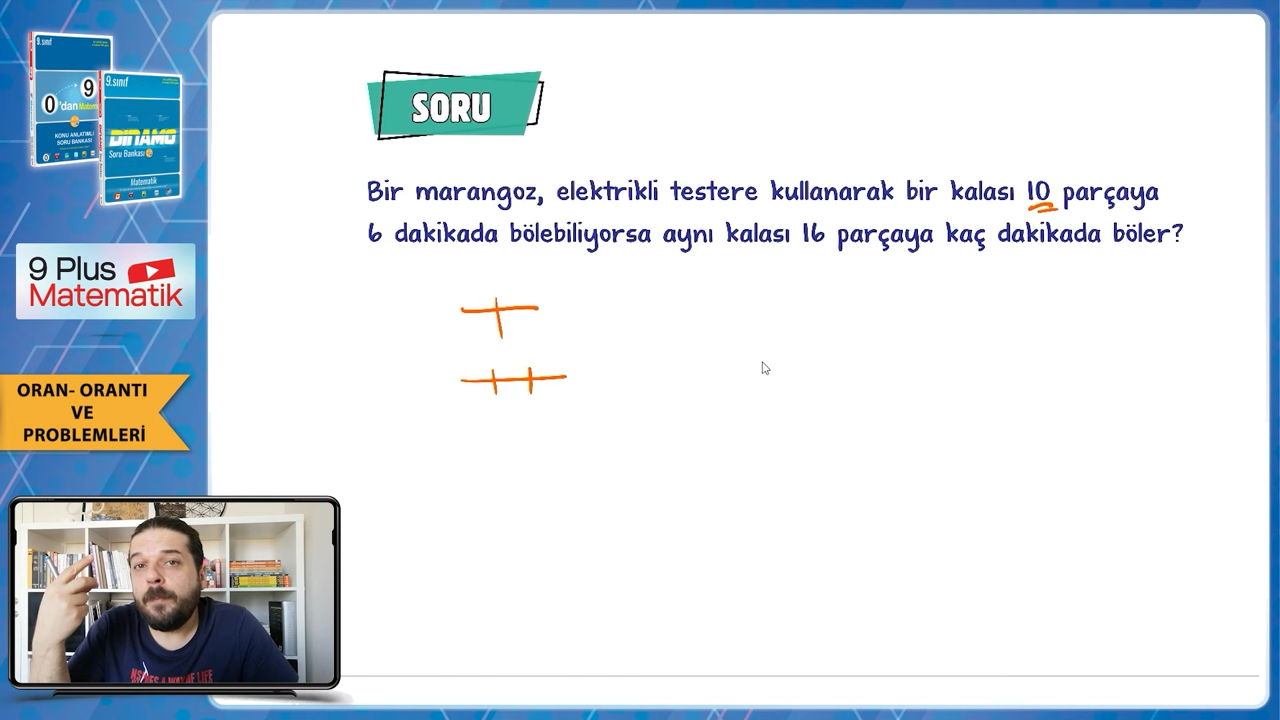 9.sınıf
0'dan 9
KONU ANLATIMLI
SORU BANKASI
9.sınıf
DİNAMO
Soru Bankası
Matematik
9 Plus
Matematik
ORAN- ORANTI
VE
PROBLEMLERİ
SORU
Bir marangoz, elektrikli testere kullanarak bir kalası 10 parçaya
6 dakikada bölebiliyorsa aynı kalası 16 parçaya kaç dakikada böler?